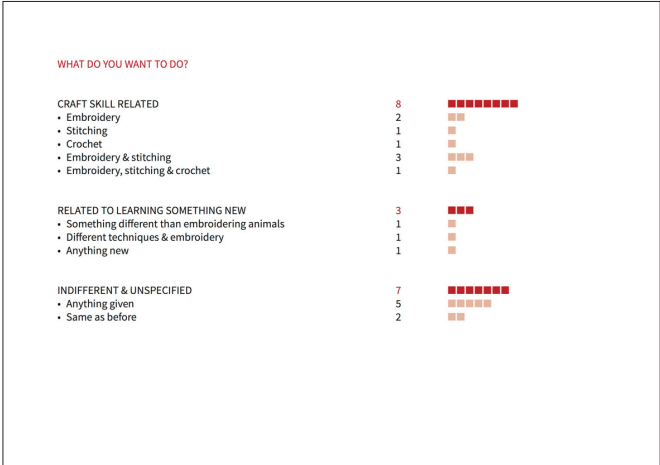 WHAT DO YOU WANT TO DO?
CRAFT SKILL RELATED 8
• Embroidery 2
• Stitching 1
• Crochet 1
• Embroidery & stitching 3
• Embroidery, stitching & crochet 1
RELATED TO LEARNING SOMETHING NEW 3
• Something different than embroidering animals 1
• Different techniques & embroidery 1
• Anything new 1
INDIFFERENT & UNSPECIFIED 7
• Anything given 5
• Same as before 2